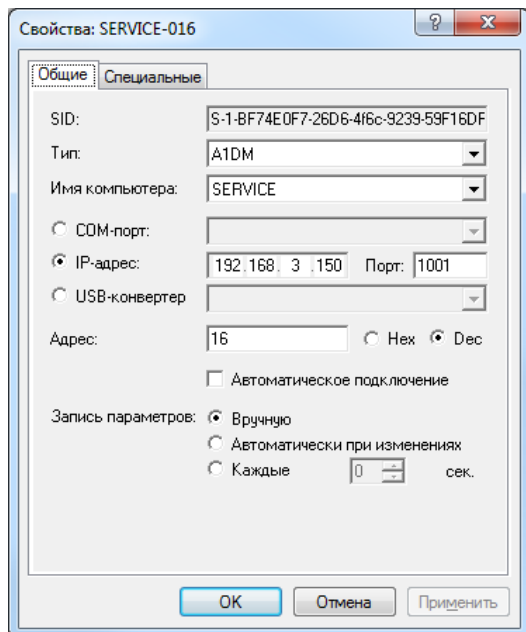 Свойства: SERVICE-016
Общие Специальные
SID: S-1-BF74E0F7-26D6-4f6c-9239-59F16DF
Тип: A1DM
Имя компьютера: SERVICE
COM-порт:
IP-адрес: 192.168. 3 .150 Порт: 1001
USB-конвертер
Адрес: 16 Hex Dec
Автоматическое подключение
Запись параметров: Вручную
Автоматически при изменениях
Каждые 0 сек.
OK Отмена Применить